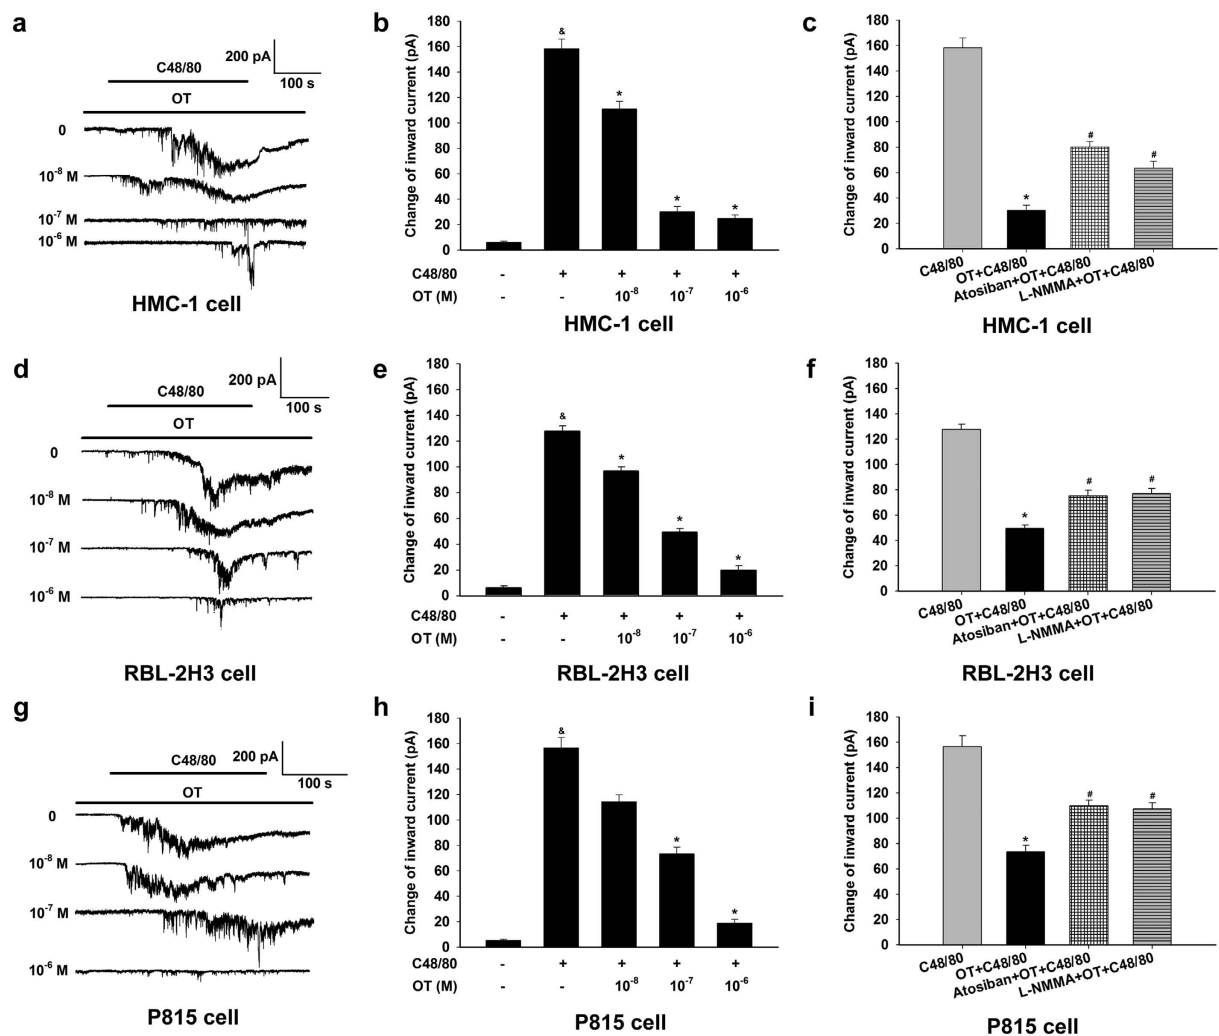 a
200 pA
C48/80
100 s
OT
0
10⁻⁸ M
10⁻⁷ M
10⁻⁶ M
HMC-1 cell
b
Change of inward current (pA)
180
160
140
120
100
80
60
40
20
0
&
*
*
*
C48/80 - + + + +
OT (M) - - 10⁻⁸ 10⁻⁷ 10⁻⁶
HMC-1 cell
c
Change of inward current (pA)
180
160
140
120
100
80
60
40
20
0
*
#
#
C48/80
OT+C48/80
Atosiban+OT+C48/80
L-NMMA+OT+C48/80
HMC-1 cell
d
200 pA
C48/80
100 s
OT
0
10⁻⁸ M
10⁻⁷ M
10⁻⁶ M
RBL-2H3 cell
e
Change of inward current (pA)
180
160
140
120
100
80
60
40
20
0
&
*
*
*
C48/80 - + + + +
OT (M) - - 10⁻⁸ 10⁻⁷ 10⁻⁶
RBL-2H3 cell
f
Change of inward current (pA)
180
160
140
120
100
80
60
40
20
0
*
#
#
C48/80
OT+C48/80
Atosiban+OT+C48/80
L-NMMA+OT+C48/80
RBL-2H3 cell
g
200 pA
C48/80
100 s
OT
0
10⁻⁸ M
10⁻⁷ M
10⁻⁶ M
P815 cell
h
Change of inward current (pA)
180
160
140
120
100
80
60
40
20
0
&
*
*
C48/80 - + + + +
OT (M) - - 10⁻⁸ 10⁻⁷ 10⁻⁶
P815 cell
i
Change of inward current (pA)
180
160
140
120
100
80
60
40
20
0
*
#
#
C48/80
OT+C48/80
Atosiban+OT+C48/80
L-NMMA+OT+C48/80
P815 cell